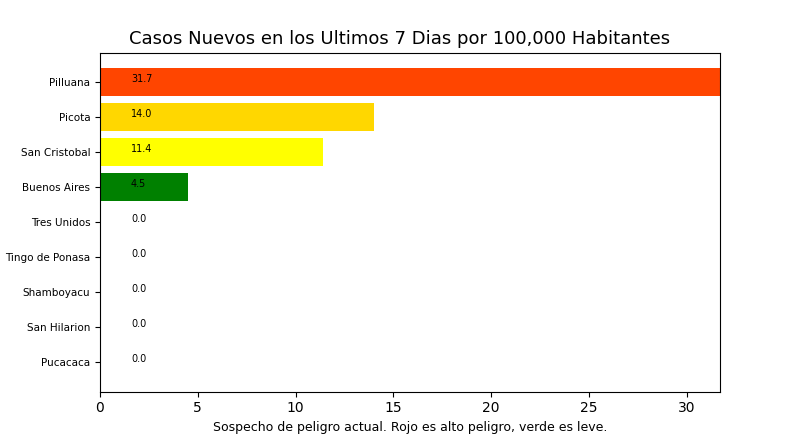 Casos Nuevos en los Ultimos 7 Dias por 100,000 Habitantes
Pilluana 31.7
Picota 14.0
San Cristobal 11.4
Buenos Aires 4.5
Tres Unidos 0.0
Tingo de Ponasa 0.0
Shamboyacu 0.0
San Hilarion 0.0
Pucacaca 0.0
0 5 10 15 20 25 30
Sospecho de peligro actual. Rojo es alto peligro, verde es leve.